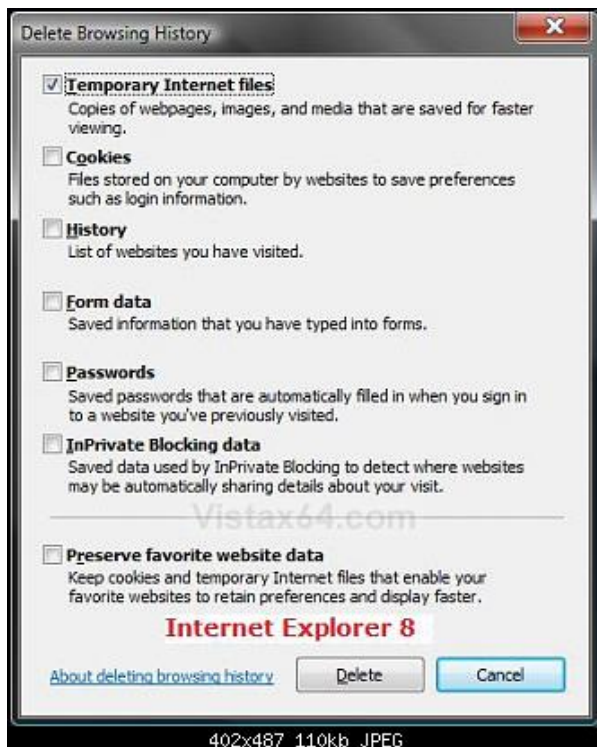 Delete Browsing History
Temporary Internet files
Copies of webpages, images, and media that are saved for faster
viewing.
Cookies
Files stored on your computer by websites to save preferences
such as login information.
History
List of websites you have visited.
Form data
Saved information that you have typed into forms.
Passwords
Saved passwords that are automatically filled in when you sign in
to a website you've previously visited.
InPrivate Blocking data
Saved data used by InPrivate Blocking to detect where websites
may be automatically sharing details about your visit.
Vistax64.com
Preserve favorite website data
Keep cookies and temporary Internet files that enable your
favorite websites to retain preferences and display faster.
Internet Explorer 8
About deleting browsing history Delete Cancel
402x487 110kb JPEG